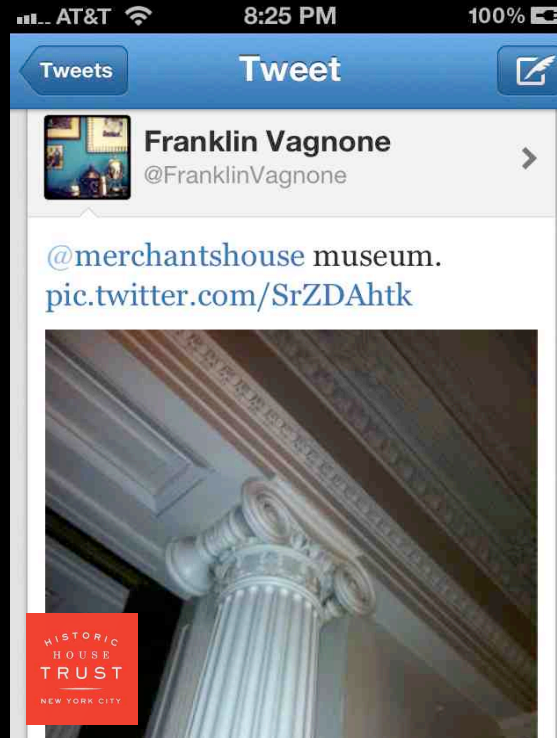 AT&T 8:25 PM 100%
Tweets Tweet
Franklin Vagnone
@FranklinVagnone
@merchantshouse museum.
pic.twitter.com/SrZDAhtk
HISTORIC
HOUSE
TRUST
NEW YORK CITY